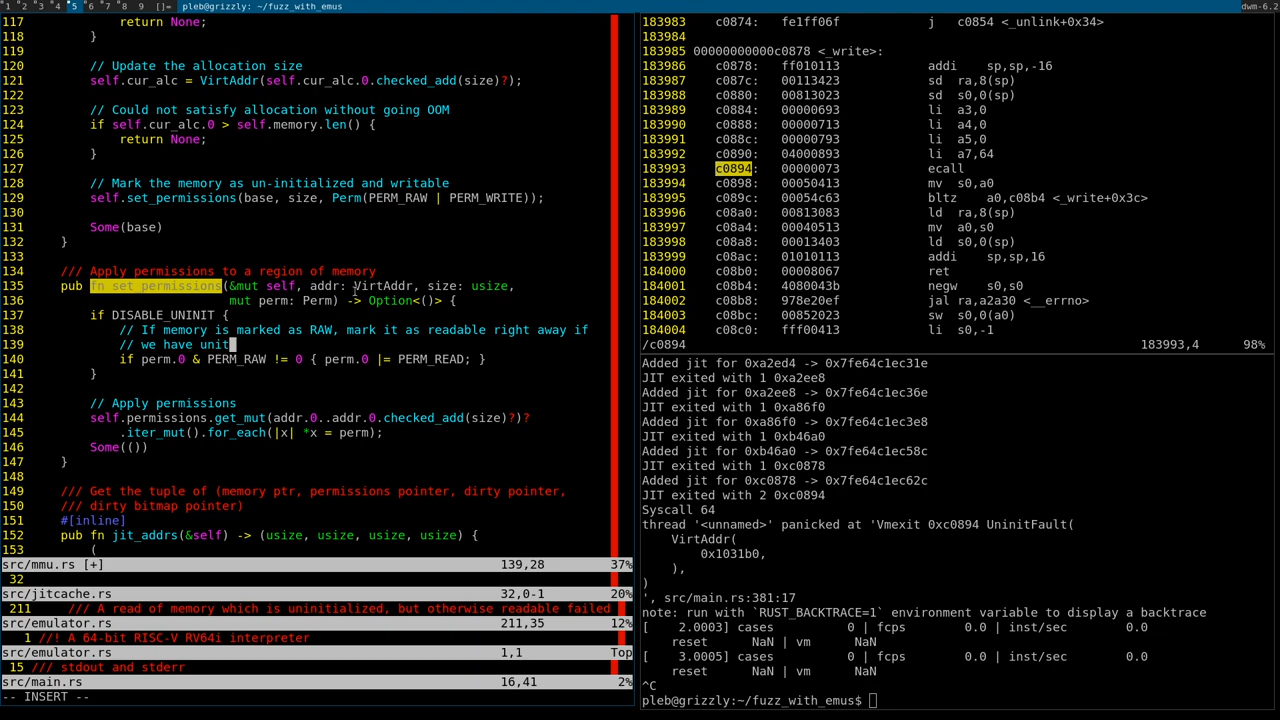 1 2 3 4 5 6 7 8 9 []= pleb@grizzly: ~/fuzz_with_emus dwm-6.2
117 return None;
118 }
119
120 // Update the allocation size
121 self.cur_alc = VirtAddr(self.cur_alc.0.checked_add(size)?);
122
123 // Could not satisfy allocation without going OOM
124 if self.cur_alc.0 > self.memory.len() {
125 return None;
126 }
127
128 // Mark the memory as un-initialized and writable
129 self.set_permissions(base, size, Perm(PERM_RAW | PERM_WRITE));
130
131 Some(base)
132 }
133
134 /// Apply permissions to a region of memory
135 pub fn set_permissions(&mut self, addr: VirtAddr, size: usize,
136 mut perm: Perm) -> Option<()> {
137 if DISABLE_UNINIT {
138 // If memory is marked as RAW, mark it as readable right away if
139 // we have unit
140 if perm.0 & PERM_RAW != 0 { perm.0 |= PERM_READ; }
141 }
142
143 // Apply permissions
144 self.permissions.get_mut(addr.0..addr.0.checked_add(size)?)?
145 .iter_mut().for_each(|x| *x = perm);
146 Some(())
147 }
148
149 /// Get the tuple of (memory ptr, permissions pointer, dirty pointer,
150 /// dirty bitmap pointer)
151 #[inline]
152 pub fn jit_addrs(&self) -> (usize, usize, usize, usize) {
153 (
src/mmu.rs [+] 139,28 37%
32
src/jitcache.rs 32,0-1 20%
211 /// A read of memory which is uninitialized, but otherwise readable failed
src/emulator.rs 211,35 12%
1 //! A 64-bit RISC-V RV64i interpreter
src/emulator.rs 1,1 Top
15 /// stdout and stderr
src/main.rs 16,41 2%
-- INSERT --
183983 c0874: fe1ff06f j c0854 <_unlink+0x34>
183984
183985 00000000000c0878 <_write>:
183986 c0878: ff010113 addi sp,sp,-16
183987 c087c: 00113423 sd ra,8(sp)
183988 c0880: 00813023 sd s0,0(sp)
183989 c0884: 00000693 li a3,0
183990 c0888: 00000713 li a4,0
183991 c088c: 00000793 li a5,0
183992 c0890: 04000893 li a7,64
183993 c0894: 00000073 ecall
183994 c0898: 00050413 mv s0,a0
183995 c089c: 00054c63 bltz a0,c08b4 <_write+0x3c>
183996 c08a0: 00813083 ld ra,8(sp)
183997 c08a4: 00040513 mv a0,s0
183998 c08a8: 00013403 ld s0,0(sp)
183999 c08ac: 01010113 addi sp,sp,16
184000 c08b0: 00008067 ret
184001 c08b4: 4080043b negw s0,s0
184002 c08b8: 978e20ef jal ra,a2a30 <__errno>
184003 c08bc: 00852023 sw s0,0(a0)
184004 c08c0: fff00413 li s0,-1
/c0894 183993,4 98%
Added jit for 0xa2ed4 -> 0x7fe64c1ec31e
JIT exited with 1 0xa2ee8
Added jit for 0xa2ee8 -> 0x7fe64c1ec36e
JIT exited with 1 0xa86f0
Added jit for 0xa86f0 -> 0x7fe64c1ec3e8
JIT exited with 1 0xb46a0
Added jit for 0xb46a0 -> 0x7fe64c1ec58c
JIT exited with 1 0xc0878
Added jit for 0xc0878 -> 0x7fe64c1ec62c
JIT exited with 2 0xc0894
Syscall 64
thread '<unnamed>' panicked at 'Vmexit 0xc0894 UninitFault(
VirtAddr(
0x1031b0,
),
)
', src/main.rs:381:17
note: run with `RUST_BACKTRACE=1` environment variable to display a backtrace
[ 2.0003] cases 0 | fcps 0.0 | inst/sec 0.0
reset NaN | vm NaN
[ 3.0005] cases 0 | fcps 0.0 | inst/sec 0.0
reset NaN | vm NaN
^C
pleb@grizzly:~/fuzz_with_emus$